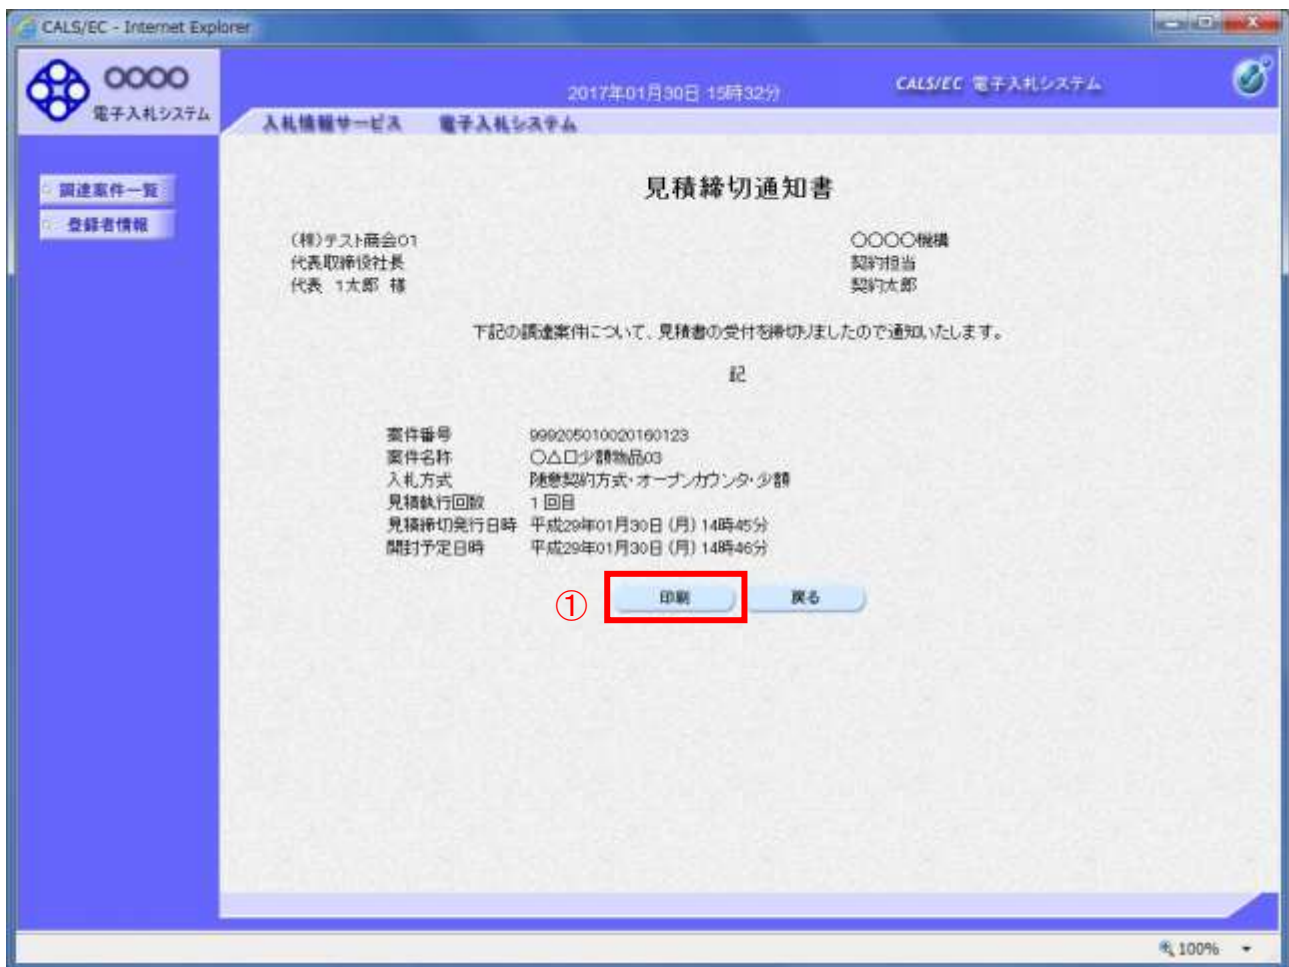 CALS/EC - Internet Explorer
〇〇〇〇
電子入札システム
2017年01月30日 15時32分
CALS/EC 電子入札システム
入札情報サービス 電子入札システム
調達案件一覧
登録者情報
見積締切通知書
(株)テスト商会01
代表取締役社長
代表 1太郎 様
〇〇〇〇機構
契約担当
契約太郎
下記の調達案件について、見積書の受付を締切りましたので通知いたします。
記
案件番号 999205010020160123
案件名称 〇△□少額物品03
入札方式 随意契約方式・オープンカウンタ・少額
見積執行回数 1回目
見積締切発行日時 平成29年01月30日(月) 14時45分
開封予定日時 平成29年01月30日(月) 14時46分
① 印刷 戻る
100%